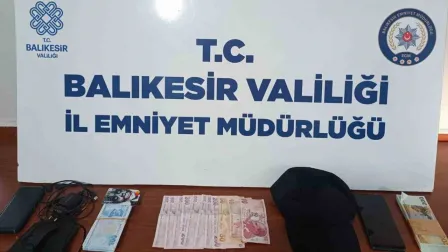 T.C.
BALIKESİR
VALİLİĞİ
T.C.
BALIKESİR VALİLİĞİ
İL EMNİYET MÜDÜRLÜĞÜ